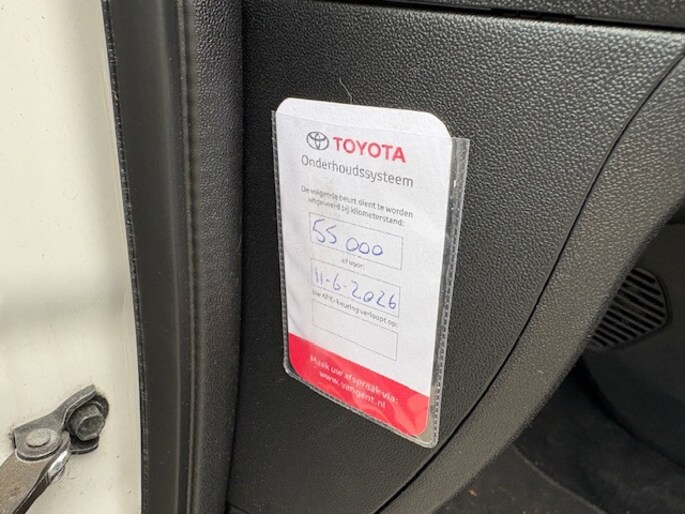 TOYOTA
Onderhoudssysteem
De volgende beurt dient te worden
uitgevoerd bij kilometerstand:
55 000
of voor:
11-6-2026
Uw APK-keuring verloopt op:
Maak uw afspraak via:
www.vangent.nl